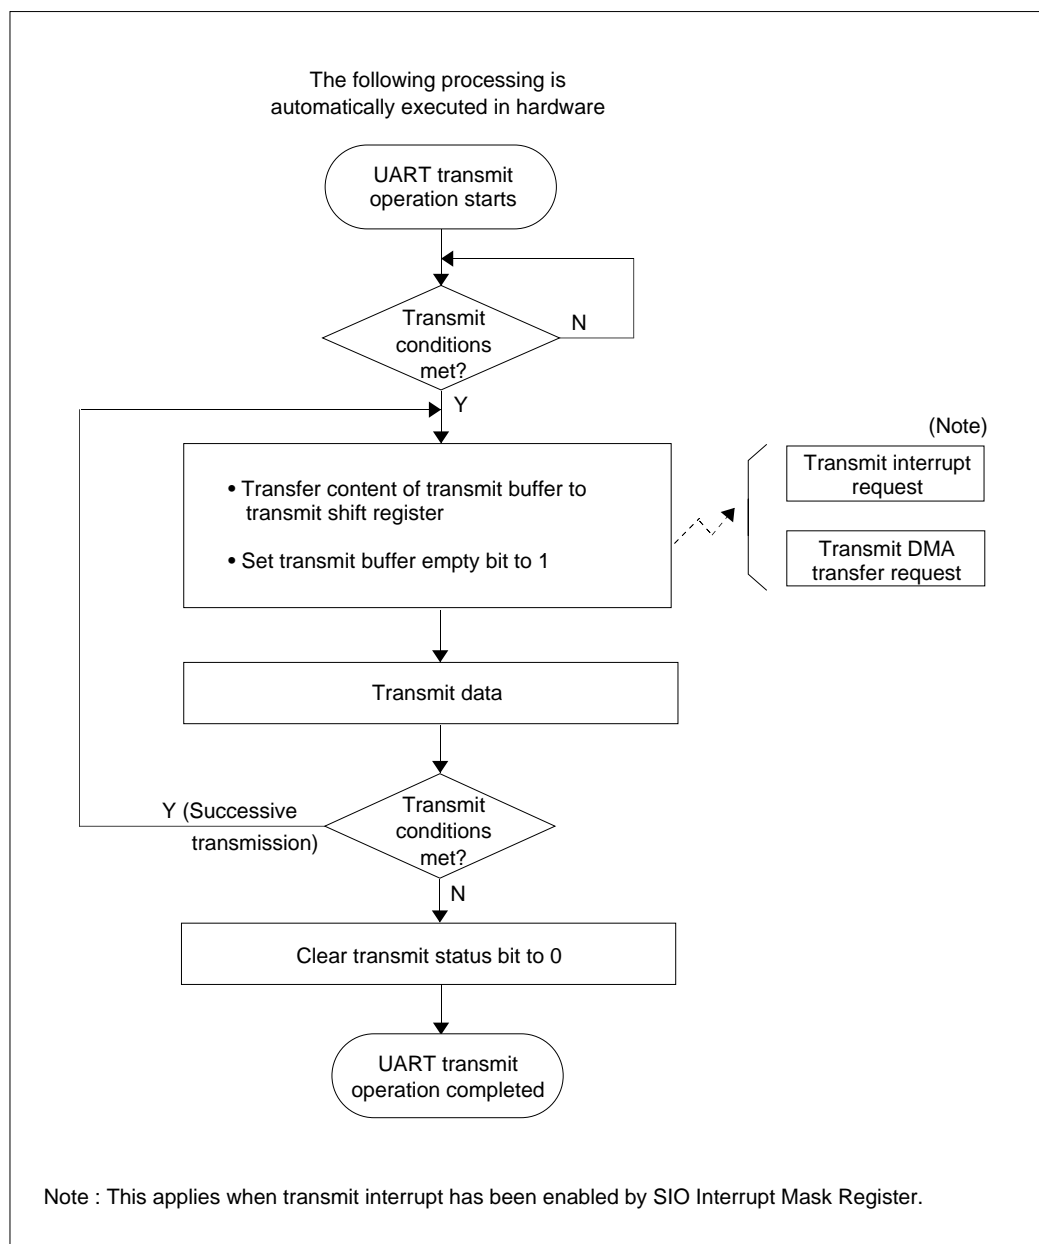 The following processing is
automatically executed in hardware
UART transmit
operation starts
Transmit
conditions
met?
N
Y
• Transfer content of transmit buffer to
transmit shift register
• Set transmit buffer empty bit to 1
(Note)
Transmit interrupt
request
Transmit DMA
transfer request
Transmit data
Transmit
conditions
met?
Y (Successive
transmission)
N
Clear transmit status bit to 0
UART transmit
operation completed
Note : This applies when transmit interrupt has been enabled by SIO Interrupt Mask Register.